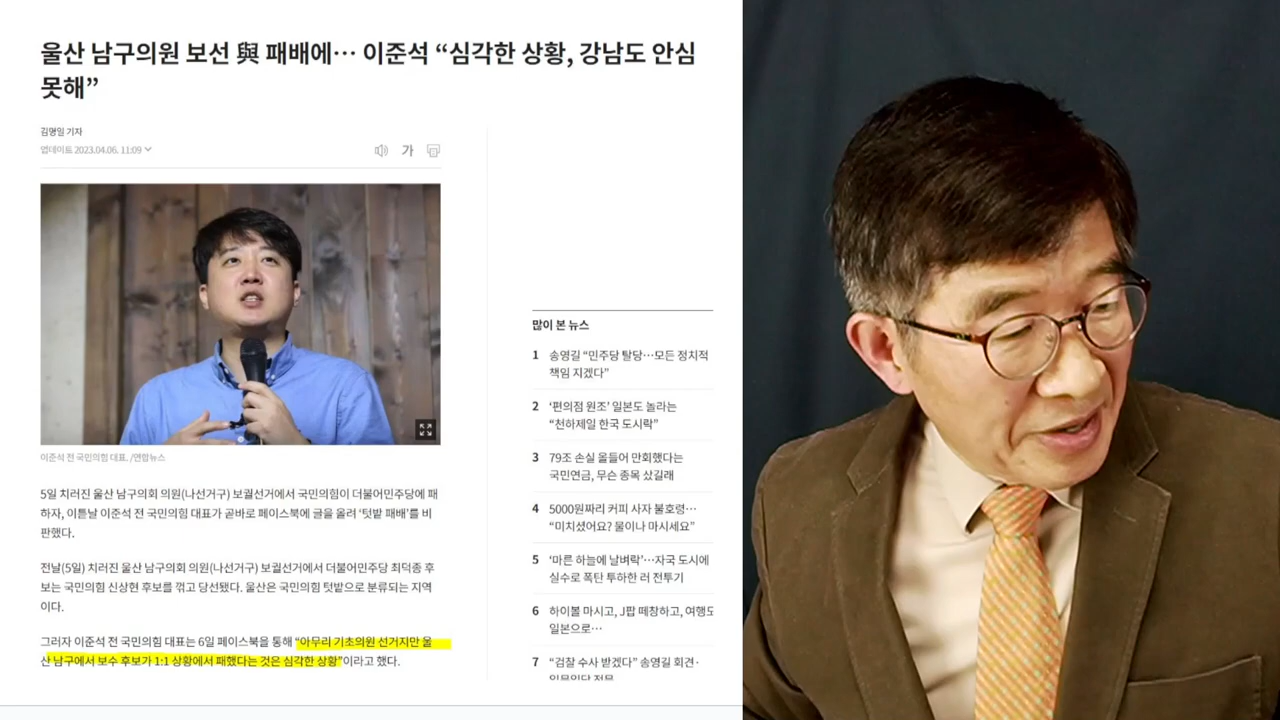 울산 남구의원 보선 與 패배에… 이준석 “심각한 상황, 강남도 안심
못해”
김명일 기자
업데이트 2023.04.06. 11:09
가
이준석 전 국민의힘 대표. /연합뉴스
5일 치러진 울산 남구의회 의원(나선거구) 보궐선거에서 국민의힘이 더불어민주당에 패
하자, 이튿날 이준석 전 국민의힘 대표가 곧바로 페이스북에 글을 올려 ‘텃밭 패배’를 비
판했다.
전날(5일) 치러진 울산 남구의회 의원(나선거구) 보궐선거에서 더불어민주당 최덕종 후
보는 국민의힘 신상현 후보를 꺾고 당선됐다. 울산은 국민의힘 텃밭으로 분류되는 지역
이다.
그러자 이준석 전 국민의힘 대표는 6일 페이스북을 통해 “아무리 기초의원 선거지만 울
산 남구에서 보수 후보가 1:1 상황에서 패했다는 것은 심각한 상황”이라고 했다.
많이 본 뉴스
1 송영길 “민주당 탈당…모든 정치적
책임 지겠다”
2 ‘편의점 원조’ 일본도 놀라는
“천하제일 한국 도시락”
3 79조 손실 올들어 만회했다는
국민연금, 무슨 종목 샀길래
4 5000원짜리 커피 사자 불호령…
“미치셨어요? 물이나 마시세요”
5 ‘마른 하늘에 날벼락’…자국 도시에
실수로 폭탄 투하한 러 전투기
6 하이볼 마시고, J팝 떼창하고, 여행도
일본으로…
7 “검찰 수사 받겠다” 송영길 회견·